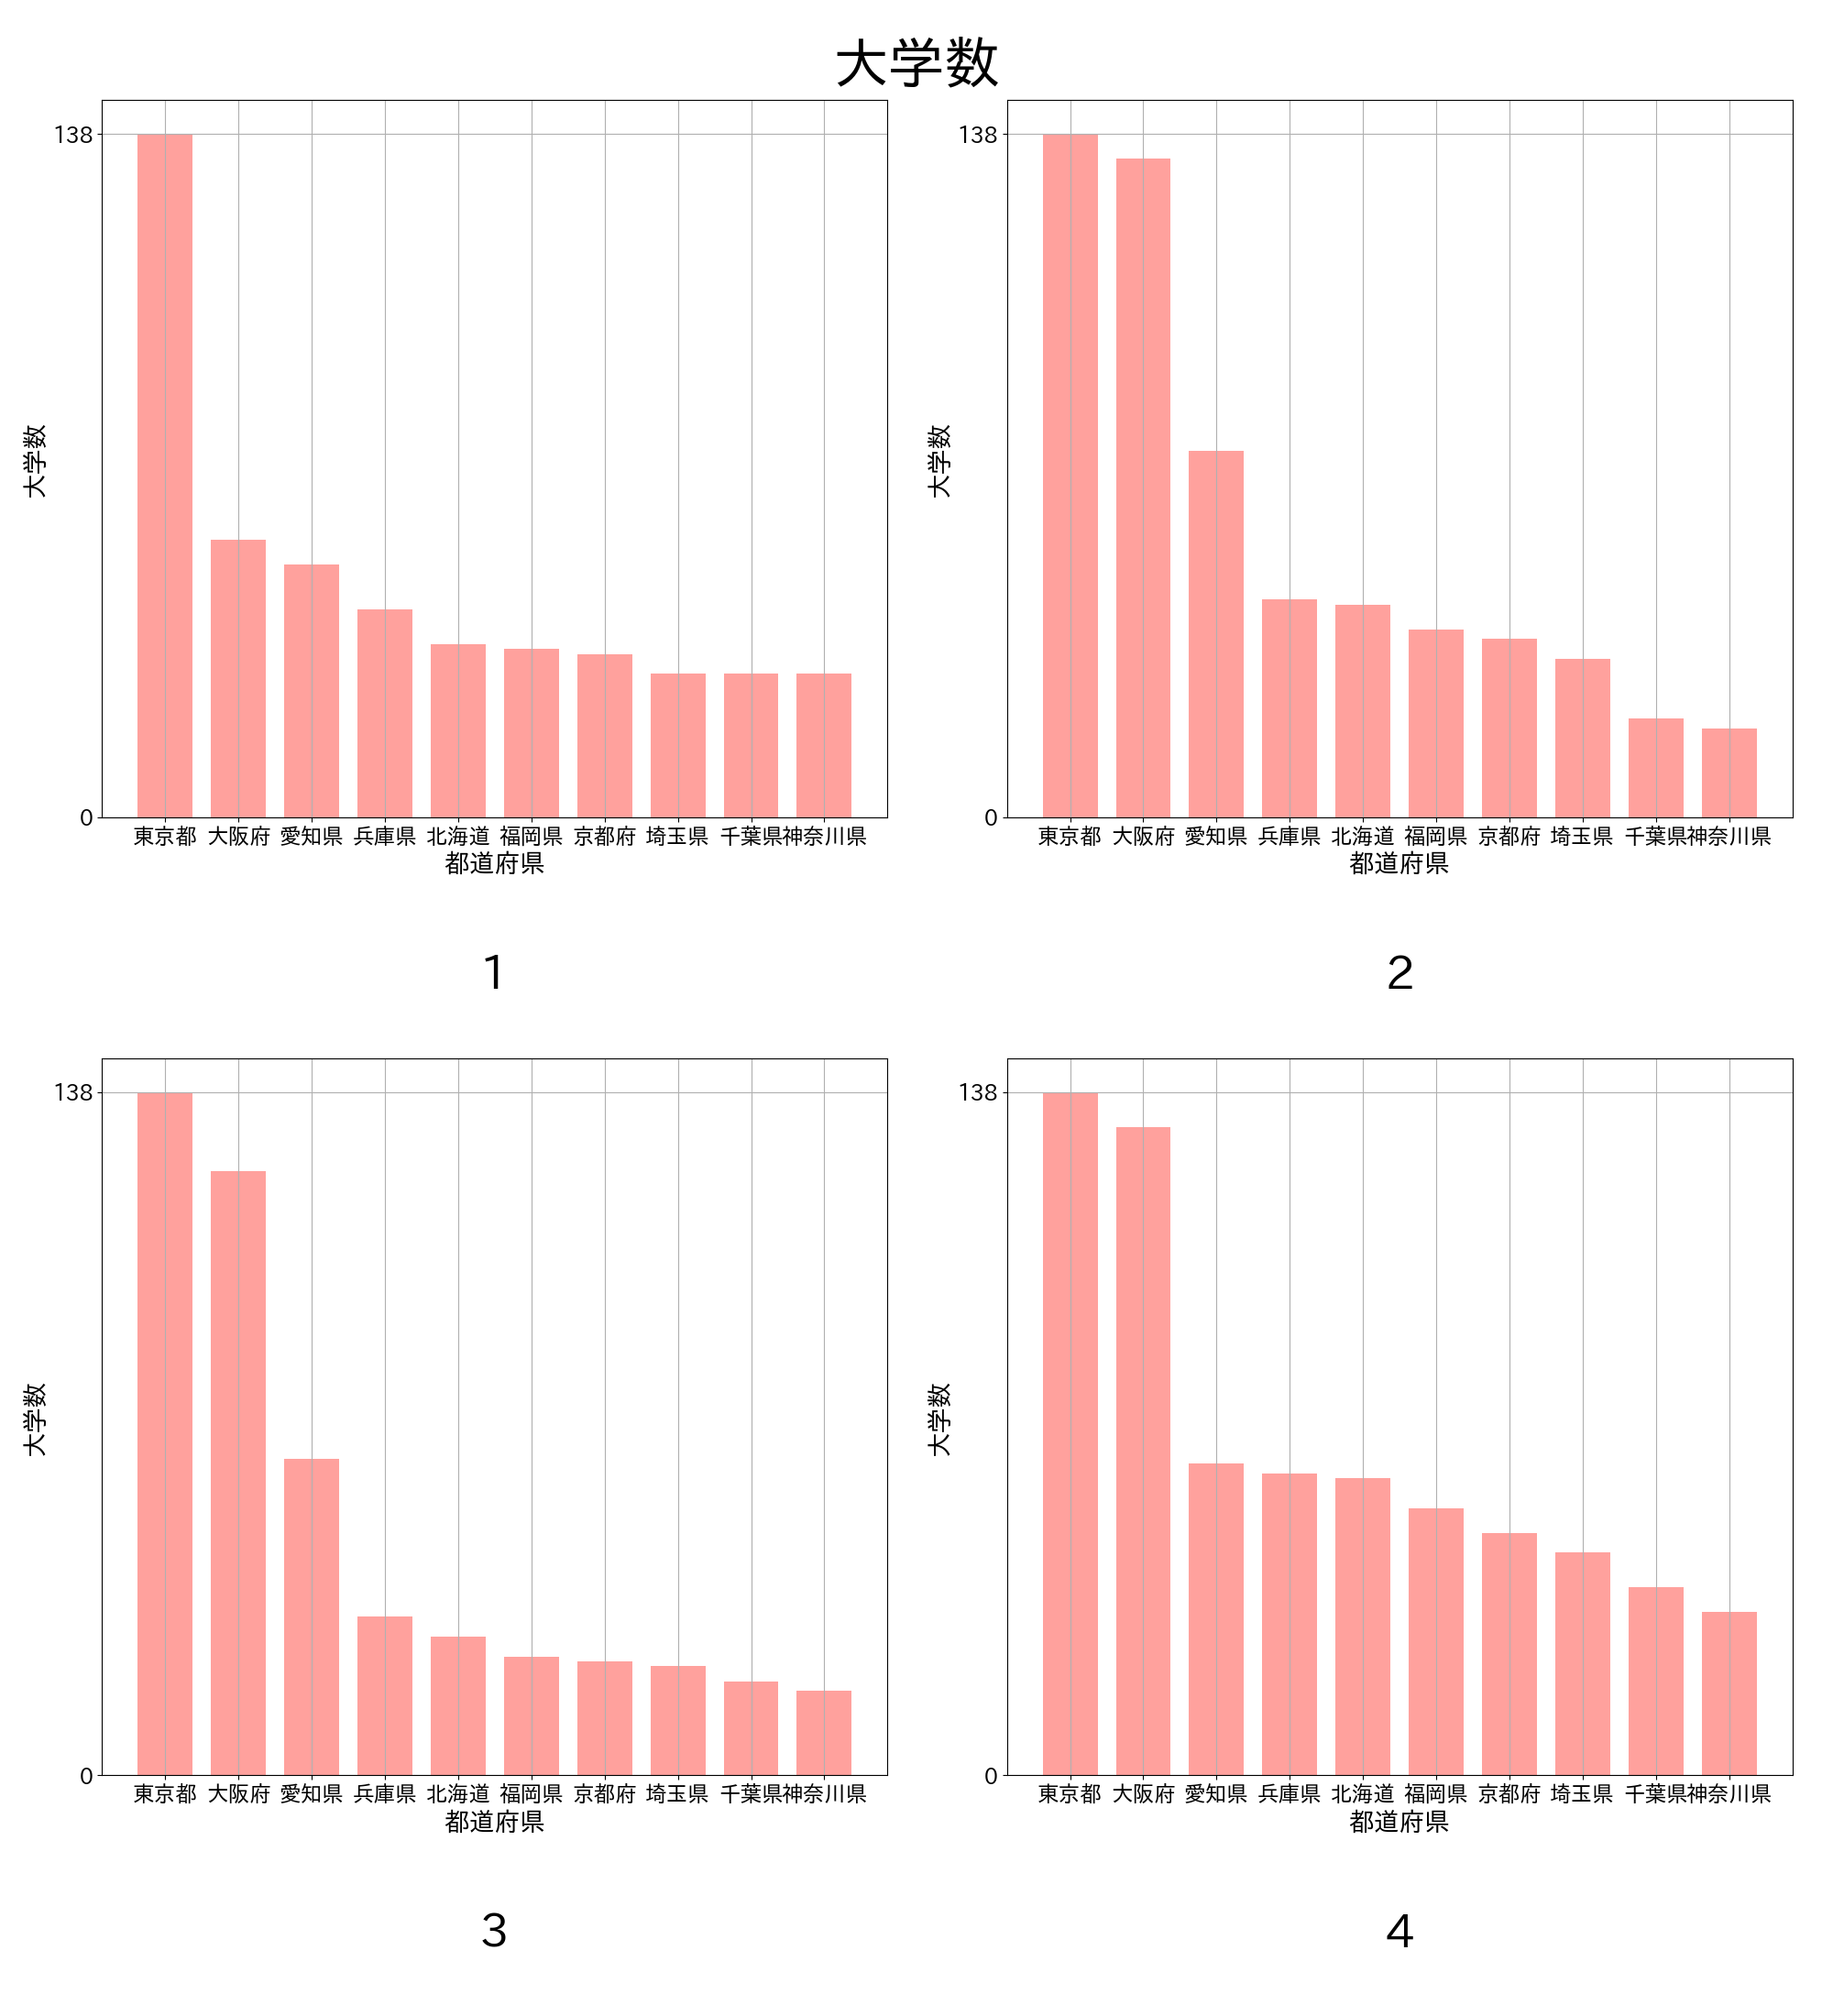 大学数
138
0
大学数
東京都 大阪府 愛知県 兵庫県 北海道 福岡県 京都府 埼玉県 千葉県 神奈川県
都道府県
1
138
0
大学数
東京都 大阪府 愛知県 兵庫県 北海道 福岡県 京都府 埼玉県 千葉県 神奈川県
都道府県
2
138
0
大学数
東京都 大阪府 愛知県 兵庫県 北海道 福岡県 京都府 埼玉県 千葉県 神奈川県
都道府県
3
138
0
大学数
東京都 大阪府 愛知県 兵庫県 北海道 福岡県 京都府 埼玉県 千葉県 神奈川県
都道府県
4